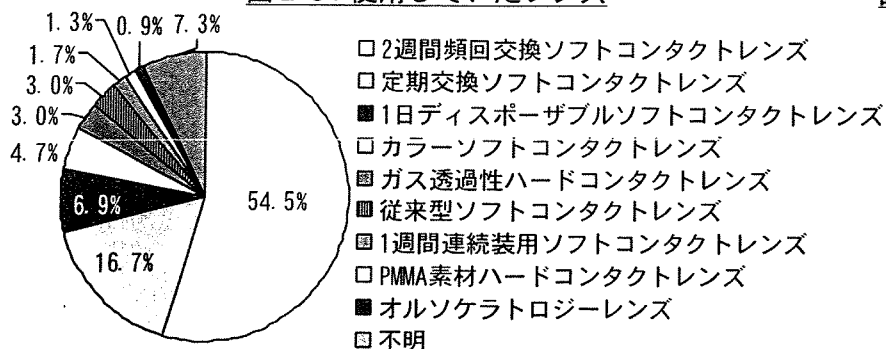 1.3% 0.9% 7.3%
1.7%
3.0%
3.0%
4.7%
6.9%
16.7%
54.5%
□2週間頻回交換ソフトコンタクトレンズ
□定期交換ソフトコンタクトレンズ
■1日ディスポーザブルソフトコンタクトレンズ
□カラーソフトコンタクトレンズ
ガス透過性ハードコンタクトレンズ
従来型ソフトコンタクトレンズ
1週間連続装用ソフトコンタクトレンズ
□PMMA素材ハードコンタクトレンズ
■オルソケラトロジーレンズ
不明